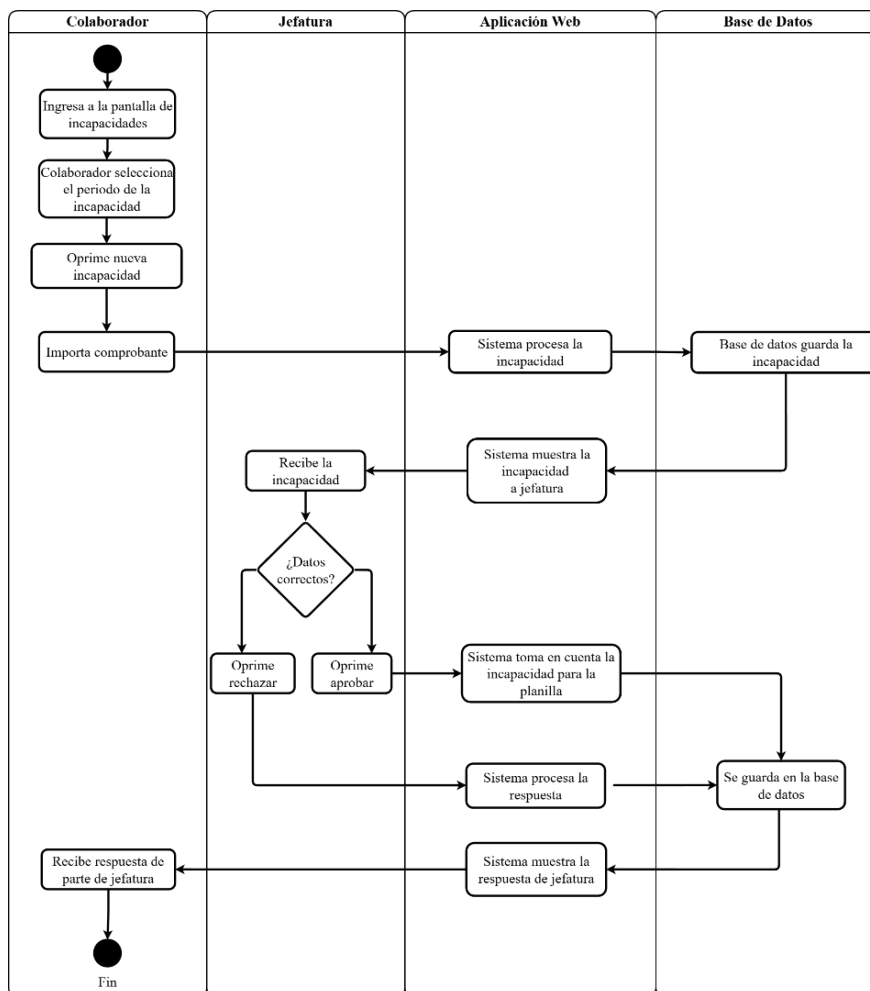 Colaborador
Jefatura
Aplicación Web
Base de Datos
Ingresa a la pantalla de
incapacidades
Colaborador selecciona
el periodo de la
incapacidad
Oprime nueva
incapacidad
Importa comprobante
Sistema procesa la
incapacidad
Base de datos guarda la
incapacidad
Recibe la
incapacidad
Sistema muestra la
incapacidad
a jefatura
¿Datos
correctos?
Oprime
rechazar
Oprime
aprobar
Sistema toma en cuenta la
incapacidad para la
planilla
Sistema procesa la
respuesta
Se guarda en la base
de datos
Recibe respuesta de
parte de jefatura
Sistema muestra la
respuesta de jefatura
Fin